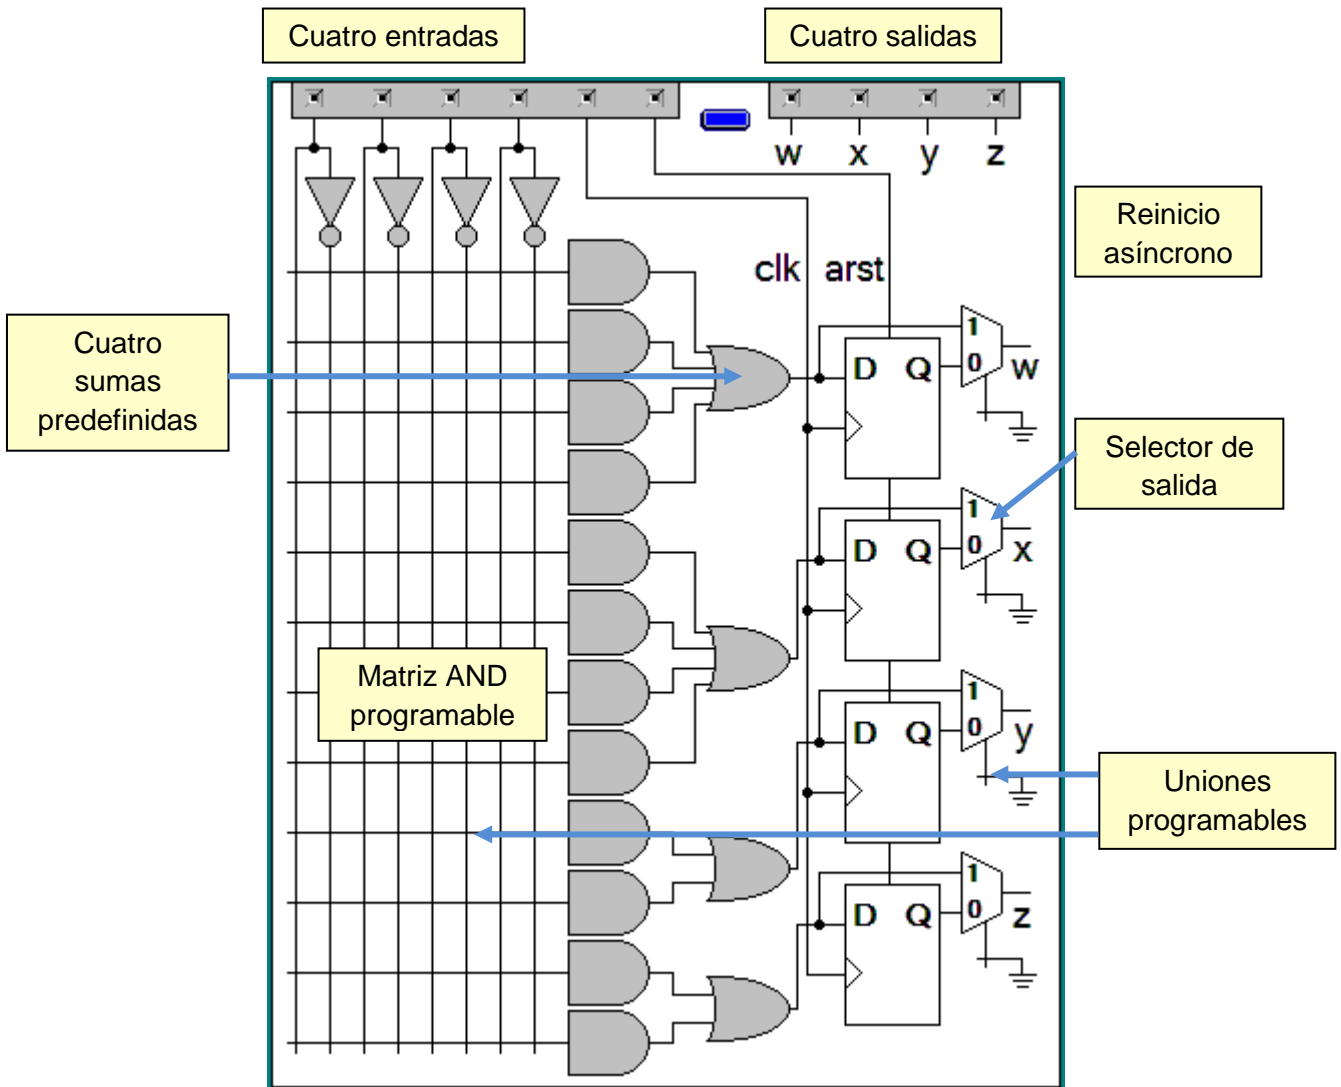 Cuatro entradas
Cuatro salidas
w x y z
Reinicio
asíncrono
clk arst
Cuatro
sumas
predefinidas
1
D Q 0
w
Selector de
salida
1
D Q 0
x
Matriz AND
programable
1
D Q 0
y
Uniones
programables
1
D Q 0
z